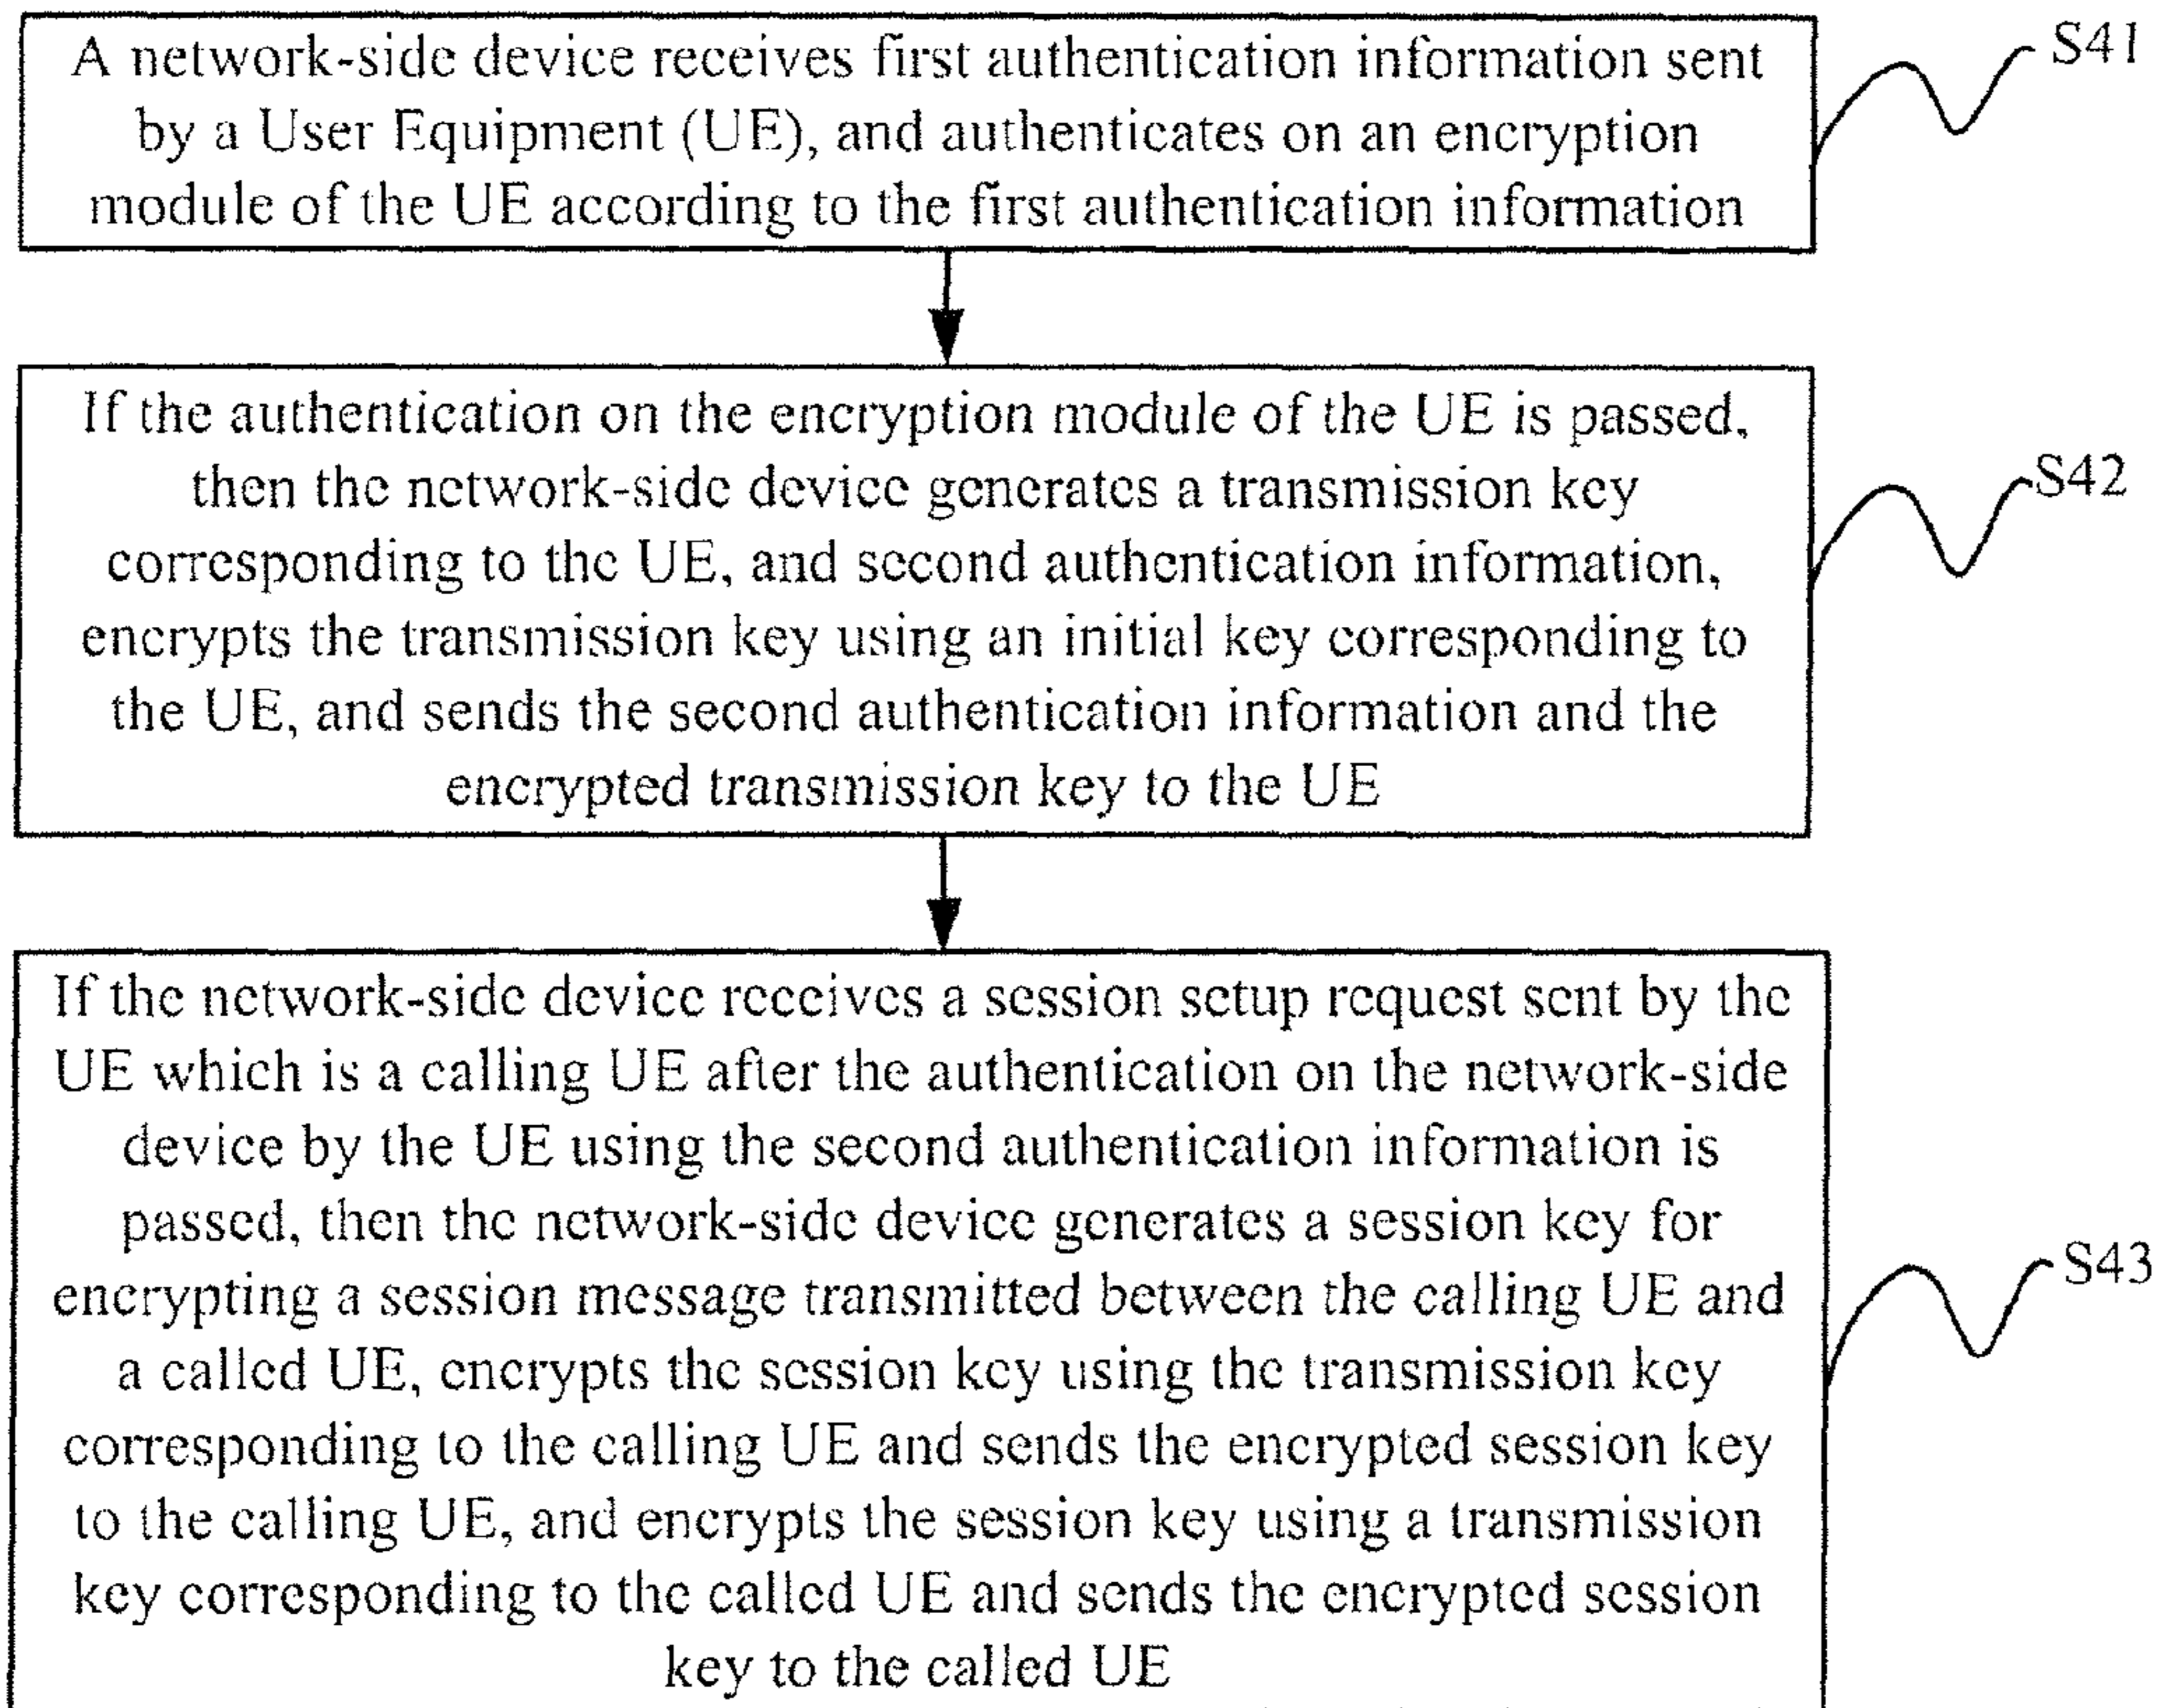 A network-side device receives first authentication information sent
by a User Equipment (UE), and authenticates on an encryption
module of the UE according to the first authentication information
S41
If the authentication on the encryption module of the UE is passed,
then the network-side device generates a transmission key
corresponding to the UE, and second authentication information,
encrypts the transmission key using an initial key corresponding to
the UE, and sends the second authentication information and the
encrypted transmission key to the UE
S42
If the network-side device receives a session setup request sent by the
UE which is a calling UE after the authentication on the network-side
device by the UE using the second authentication information is
passed, then the network-side device generates a session key for
encrypting a session message transmitted between the calling UE and
a called UE, encrypts the session key using the transmission key
corresponding to the calling UE and sends the encrypted session key
to the calling UE, and encrypts the session key using a transmission
key corresponding to the called UE and sends the encrypted session
key to the called UE
S43